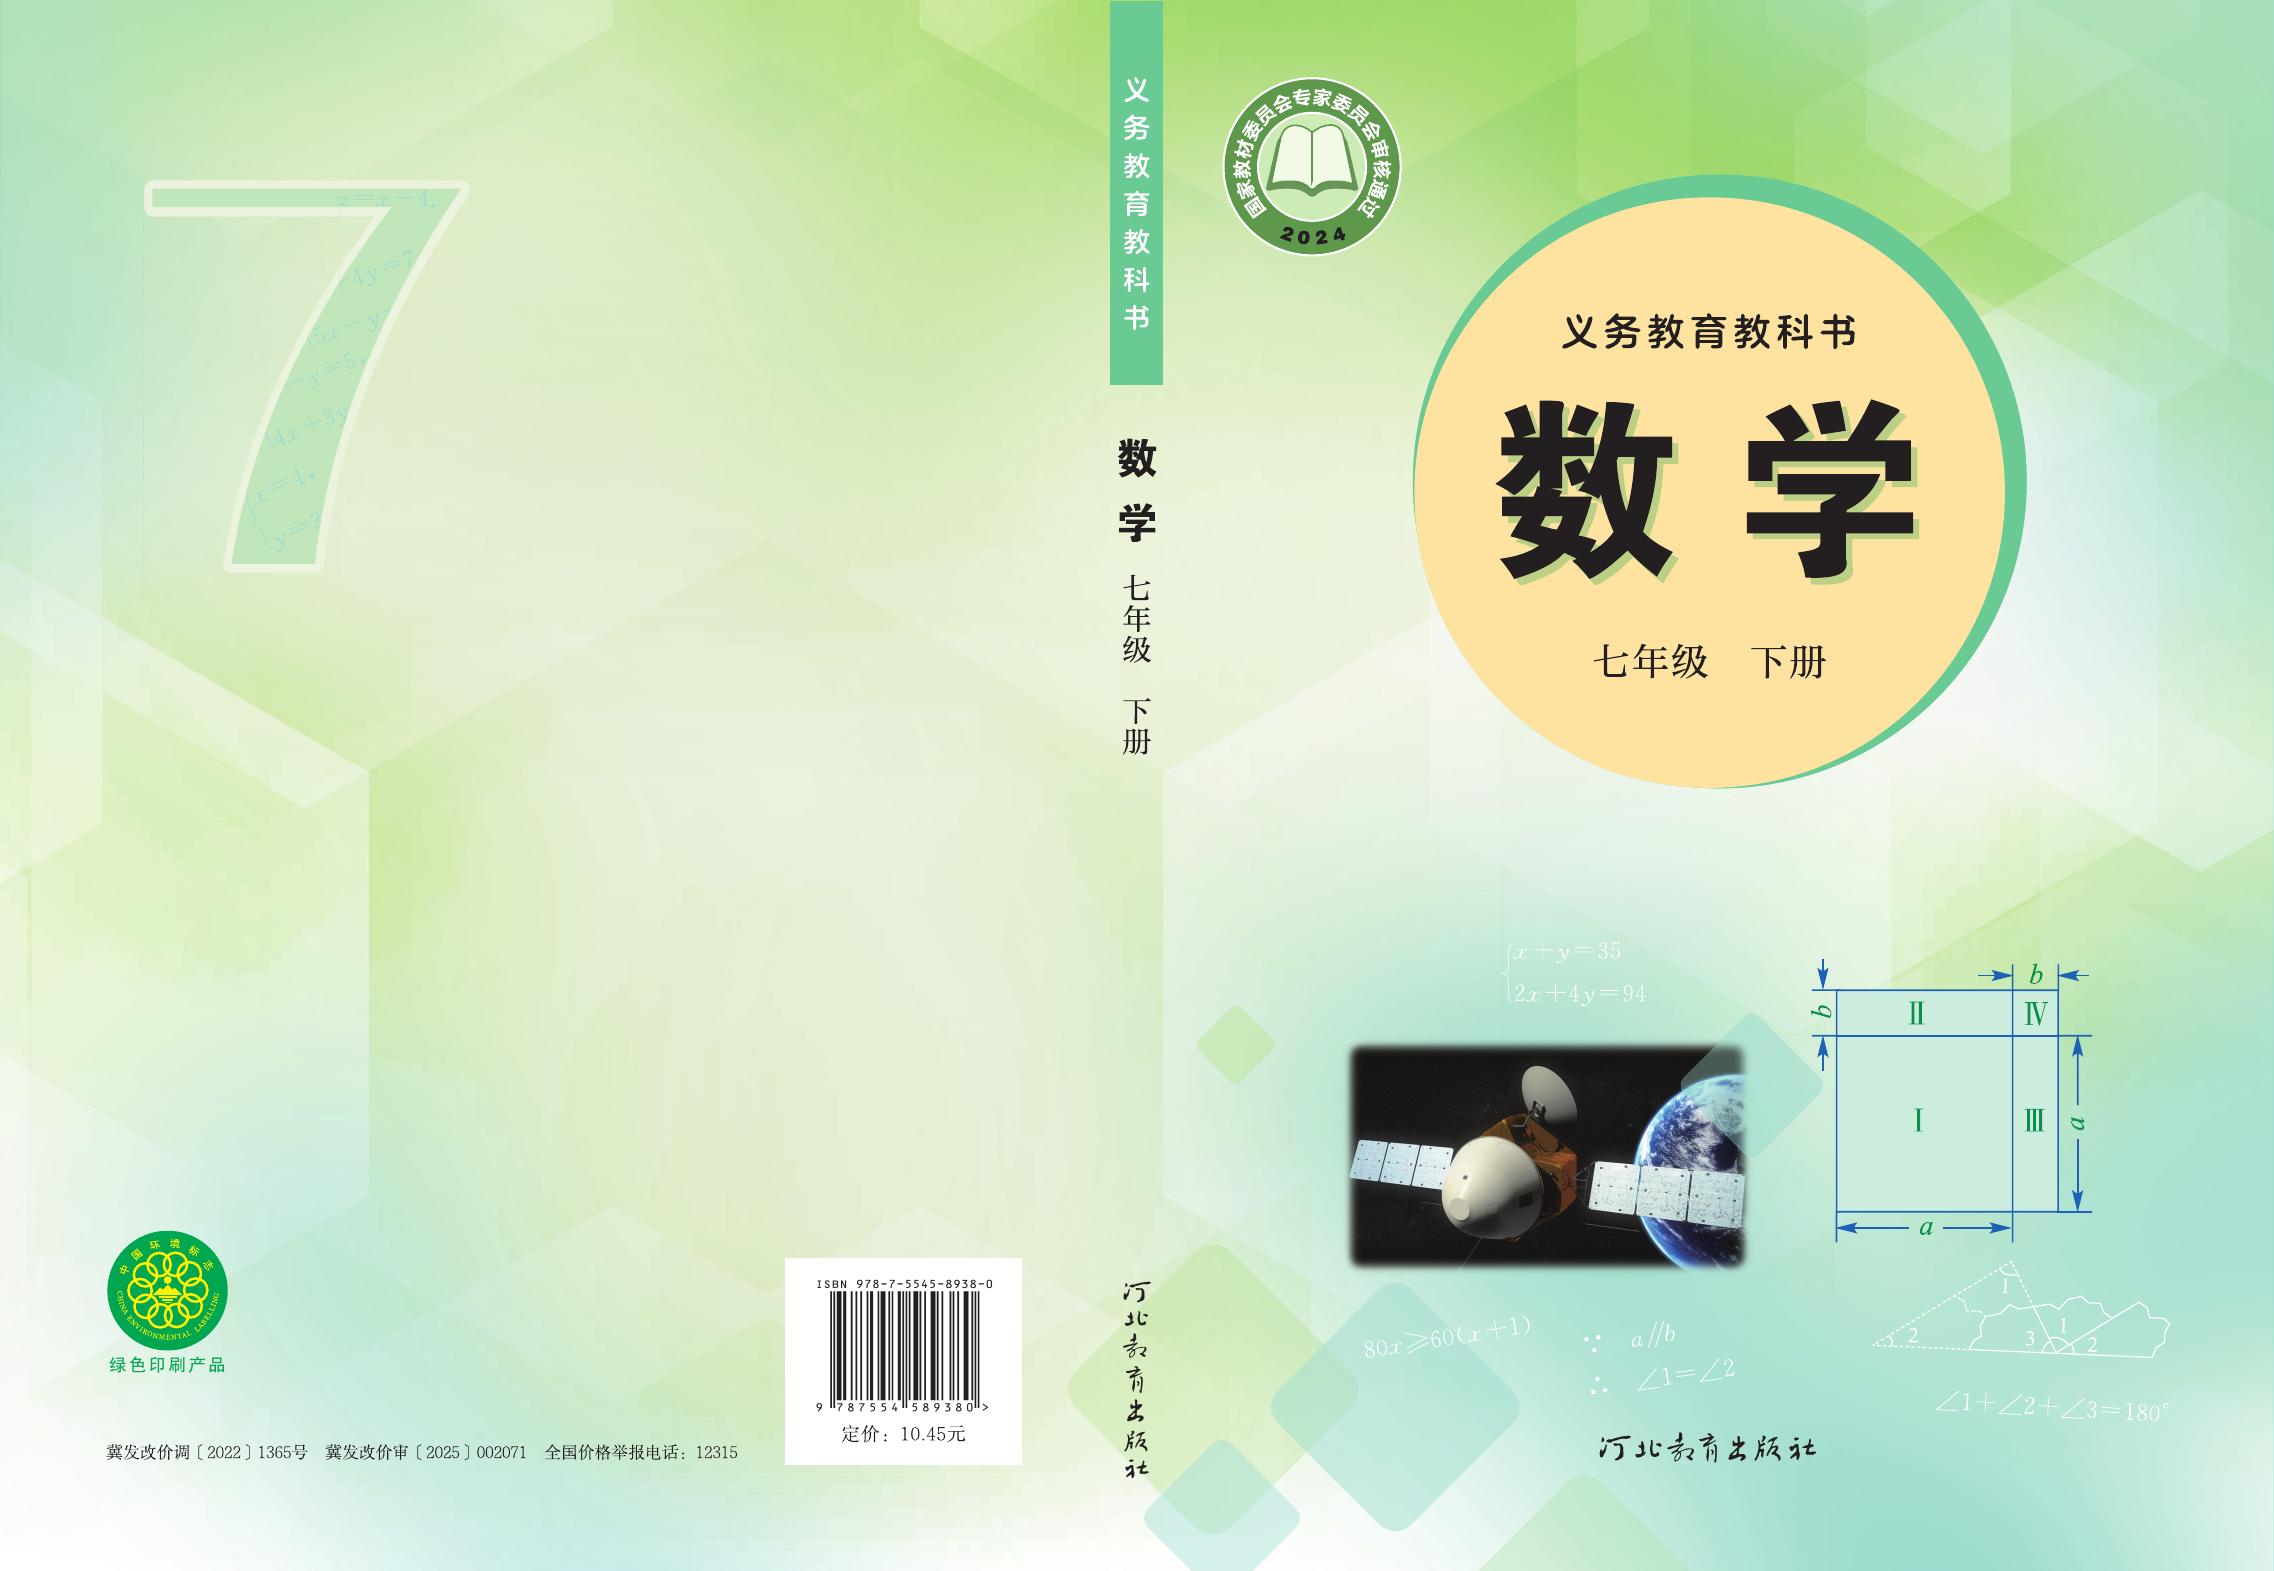 z=x-4.
4y=7
5x-y=
-y=5,
4x+3y
x=4,
y=3
中国环境标志
CHINA ENVIRONMENTAL LABELLING
绿色印刷产品
冀发改价调〔2022〕1365号 冀发改价审〔2025〕002071 全国价格举报电话：12315
ISBN 978-7-5545-8938-0
9 787554 589380 >
定价：10.45元
义务教育教科书
数学
七年级 下册
河北教育出版社
国家教材委员会专家委员会审核通过
2024
义务教育教科书
数学
七年级 下册
x+y=35
2x+4y=94
b
b
Ⅱ Ⅳ
Ⅰ Ⅲ
a
a
80x≥60(x+1)
∵ a∥b
∴ ∠1=∠2
1
2 3 1 2
∠1+∠2+∠3=180°
河北教育出版社